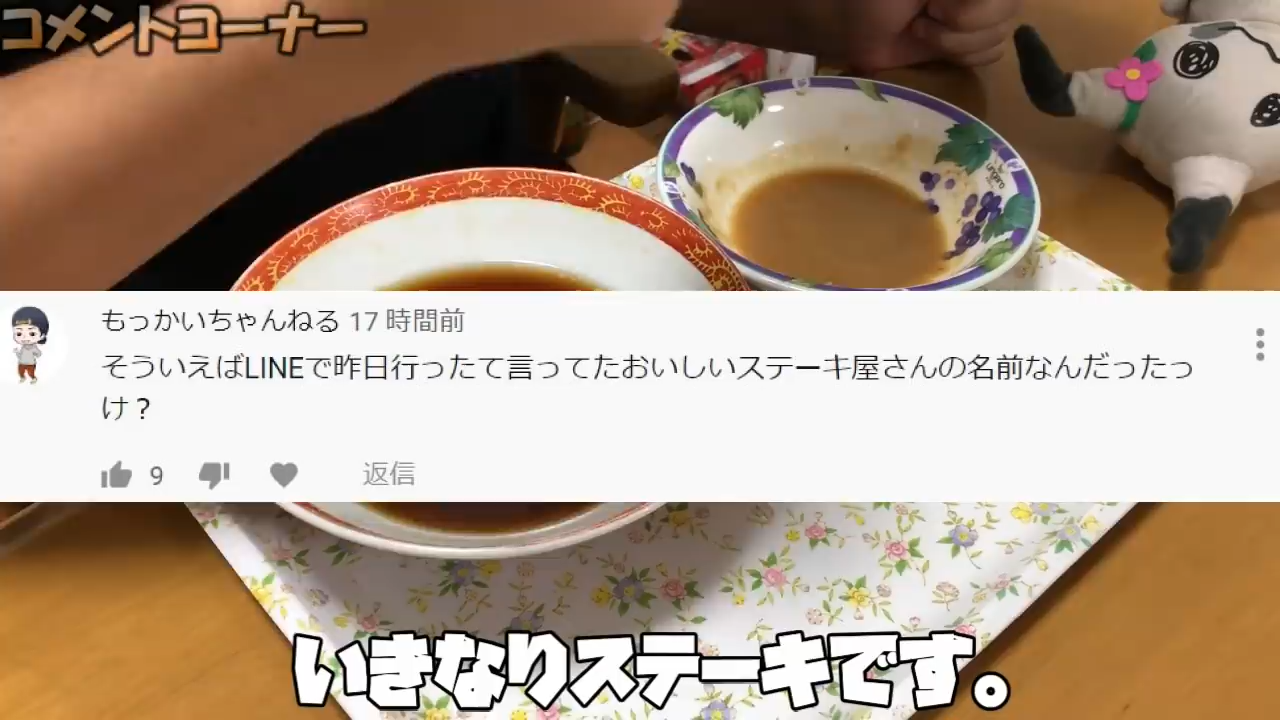 コメントコーナー
ungaro
もっかいちゃんねる 17 時間前
そういえばLINEで昨日行ったて言ってたおいしいステーキ屋さんの名前なんだったっ
け？
9 返信
いきなりステーキです。